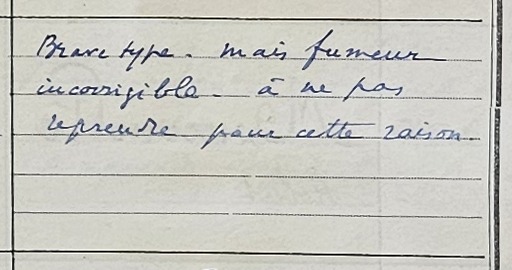 Brave type. mais fumeur
incorrigible. à ne pas
reprendre pour cette raison.